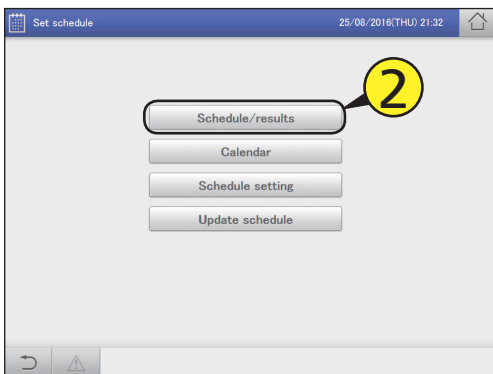 Set schedule 25/08/2016(THU) 21:32
2
Schedule/results
Calendar
Schedule setting
Update schedule